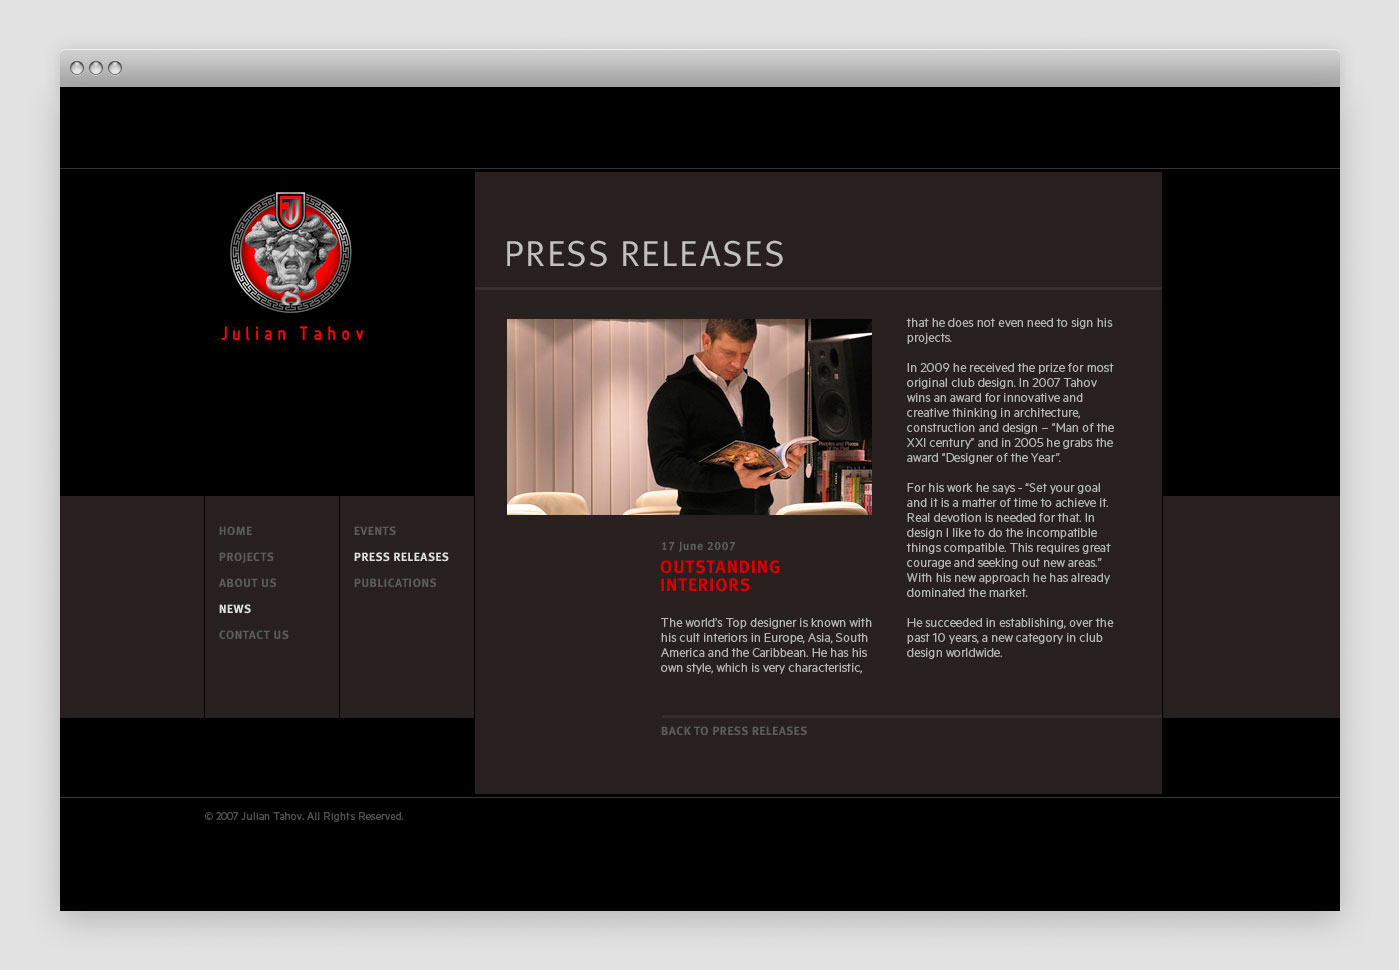 Julian Tahov
HOME
PROJECTS
ABOUT US
NEWS
CONTACT US
EVENTS
PRESS RELEASES
PUBLICATIONS
PRESS RELEASES
17 June 2007
OUTSTANDING
INTERIORS
The world's Top designer is known with
his cult interiors in Europe, Asia, South
America and the Caribbean. He has his
own style, which is very characteristic,
that he does not even need to sign his
projects.
In 2009 he received the prize for most
original club design. In 2007 Tahov
wins an award for innovative and
creative thinking in architecture,
construction and design – “Man of the
XXI century” and in 2005 he grabs the
award “Designer of the Year”.
For his work he says - “Set your goal
and it is a matter of time to achieve it.
Real devotion is needed for that. In
design I like to do the incompatible
things compatible. This requires great
courage and seeking out new areas.”
With his new approach he has already
dominated the market.
He succeeded in establishing, over the
past 10 years, a new category in club
design worldwide.
BACK TO PRESS RELEASES
© 2007 Julian Tahov. All Rights Reserved.